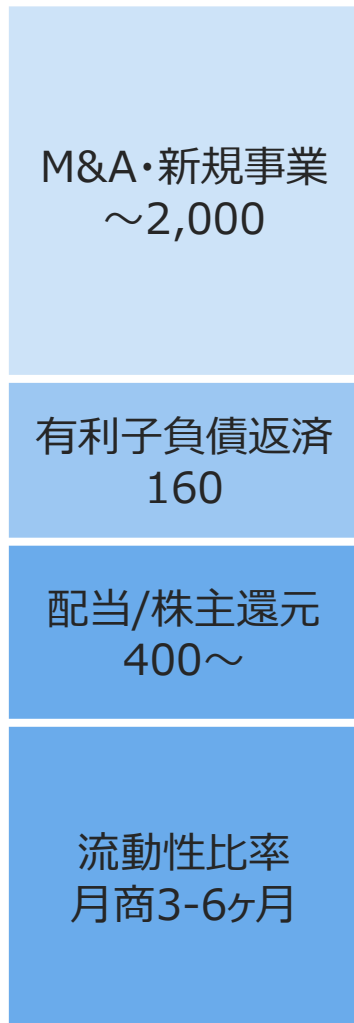 M&A・新規事業
～2,000
有利子負債返済
160
配当/株主還元
400～
流動性比率
月商3-6ヶ月